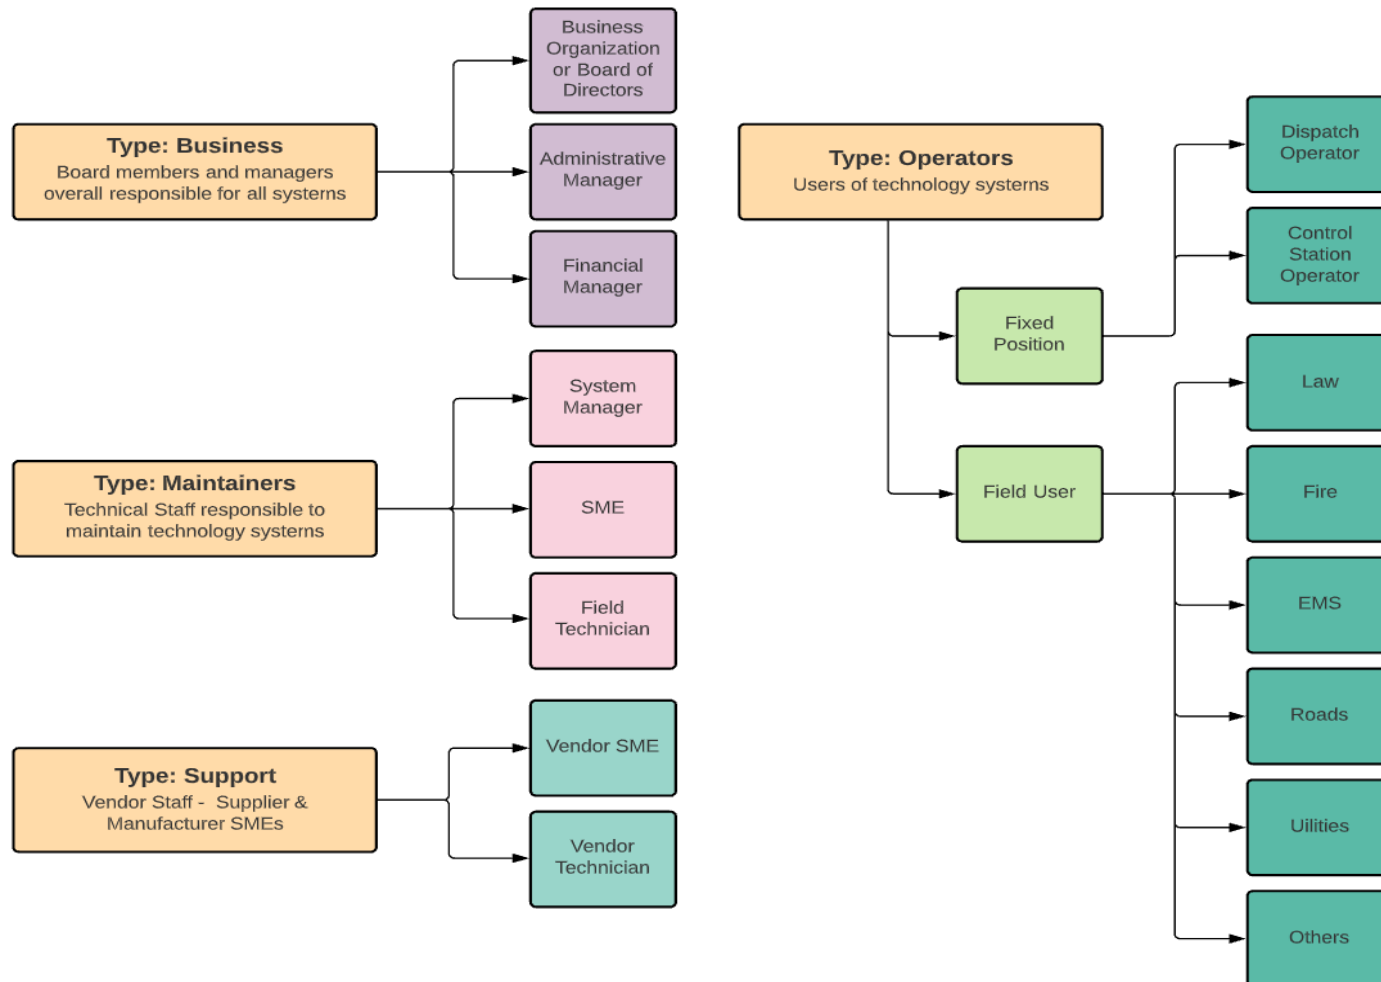 Type: Business
Board members and managers
overall responsible for all systems
Business
Organization
or Board of
Directors
Administrative
Manager
Financial
Manager
Type: Maintainers
Technical Staff responsible to
maintain technology systems
System
Manager
SME
Field
Technician
Type: Support
Vendor Staff -  Supplier &
Manufacturer SMEs
Vendor SME
Vendor
Technician
Type: Operators
Users of technology systems
Fixed
Position
Dispatch
Operator
Control
Station
Operator
Field User
Law
Fire
EMS
Roads
Uilities
Others